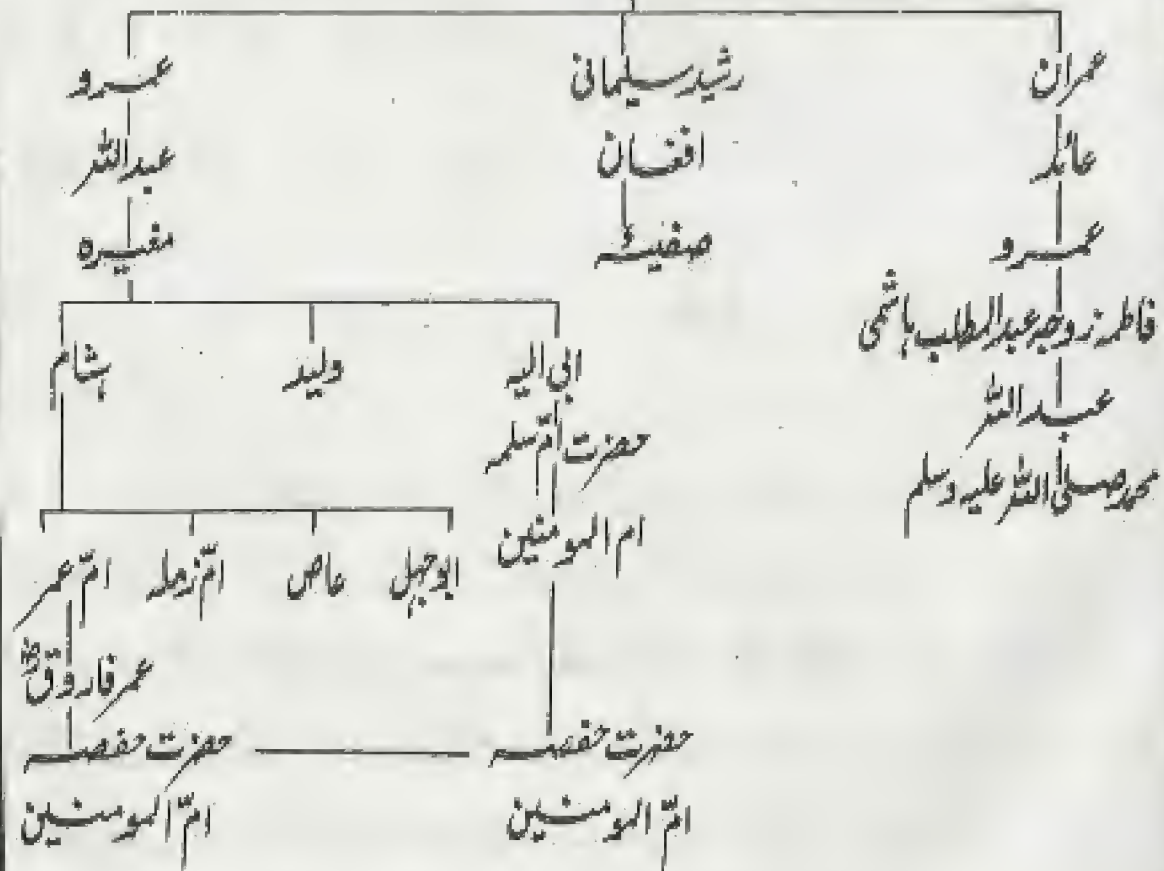 عمران رشید سلیمانی عمرو
عائد افغان عبداللہ
عمرو صفیہ مغیرہ
فاطمہ زوجہ عبدالمطلب ہاشمی
ابی الیہ ولید ہشام
عبداللہ
حضرت ام سلمہ
محمد صلی اللہ علیہ وسلم
ام المومنین
ابوجہل عاص امّ زملہ امّ عمر
عمر فاروقؓ
حضرت حفصہ حضرت حفصہ
امّ المومنین امّ المومنین